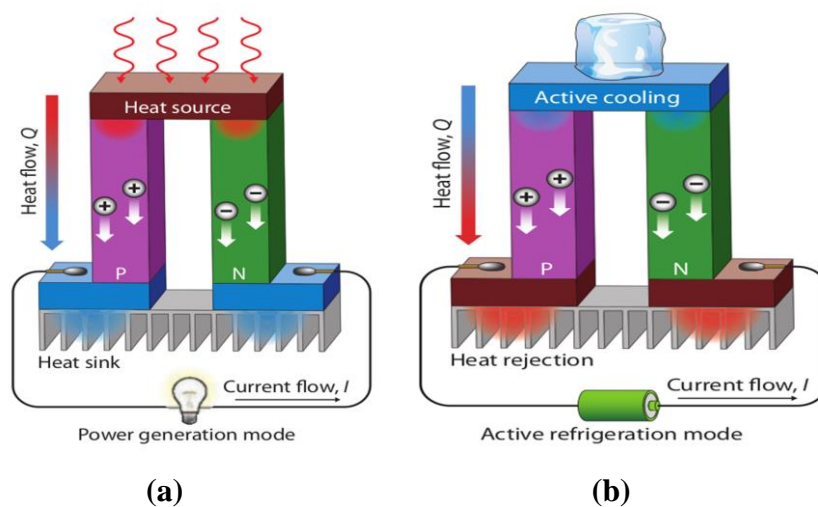 Heat source
Heat flow, Q
+
+
−
−
P
N
Heat sink
Current flow, I
Power generation mode
(a)
Active cooling
Heat flow, Q
+
+
−
−
P
N
Heat rejection
Current flow, I
Active refrigeration mode
(b)